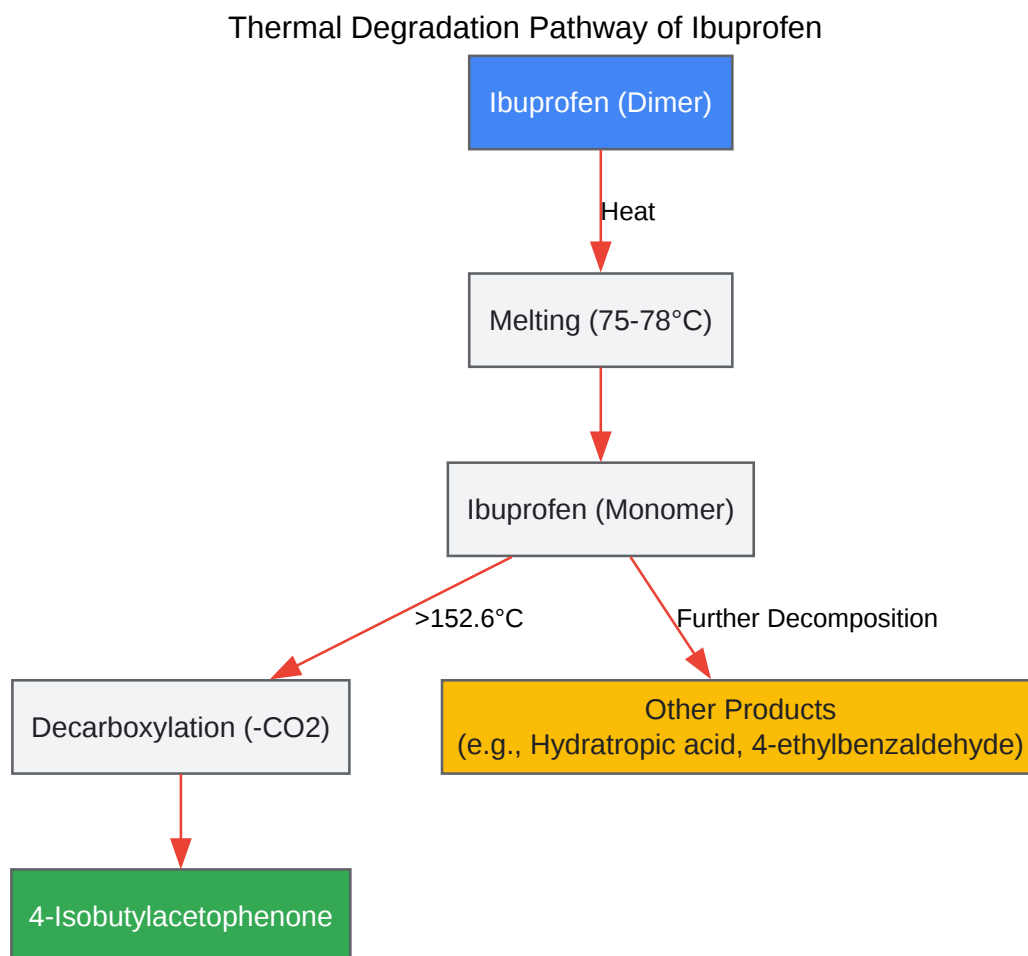 Thermal Degradation Pathway of Ibuprofen
Ibuprofen (Dimer)
Heat
Melting (75-78°C)
Ibuprofen (Monomer)
>152.6°C
Further Decomposition
Decarboxylation (-CO2)
Other Products
(e.g., Hydratropic acid, 4-ethylbenzaldehyde)
4-Isobutylacetophenone